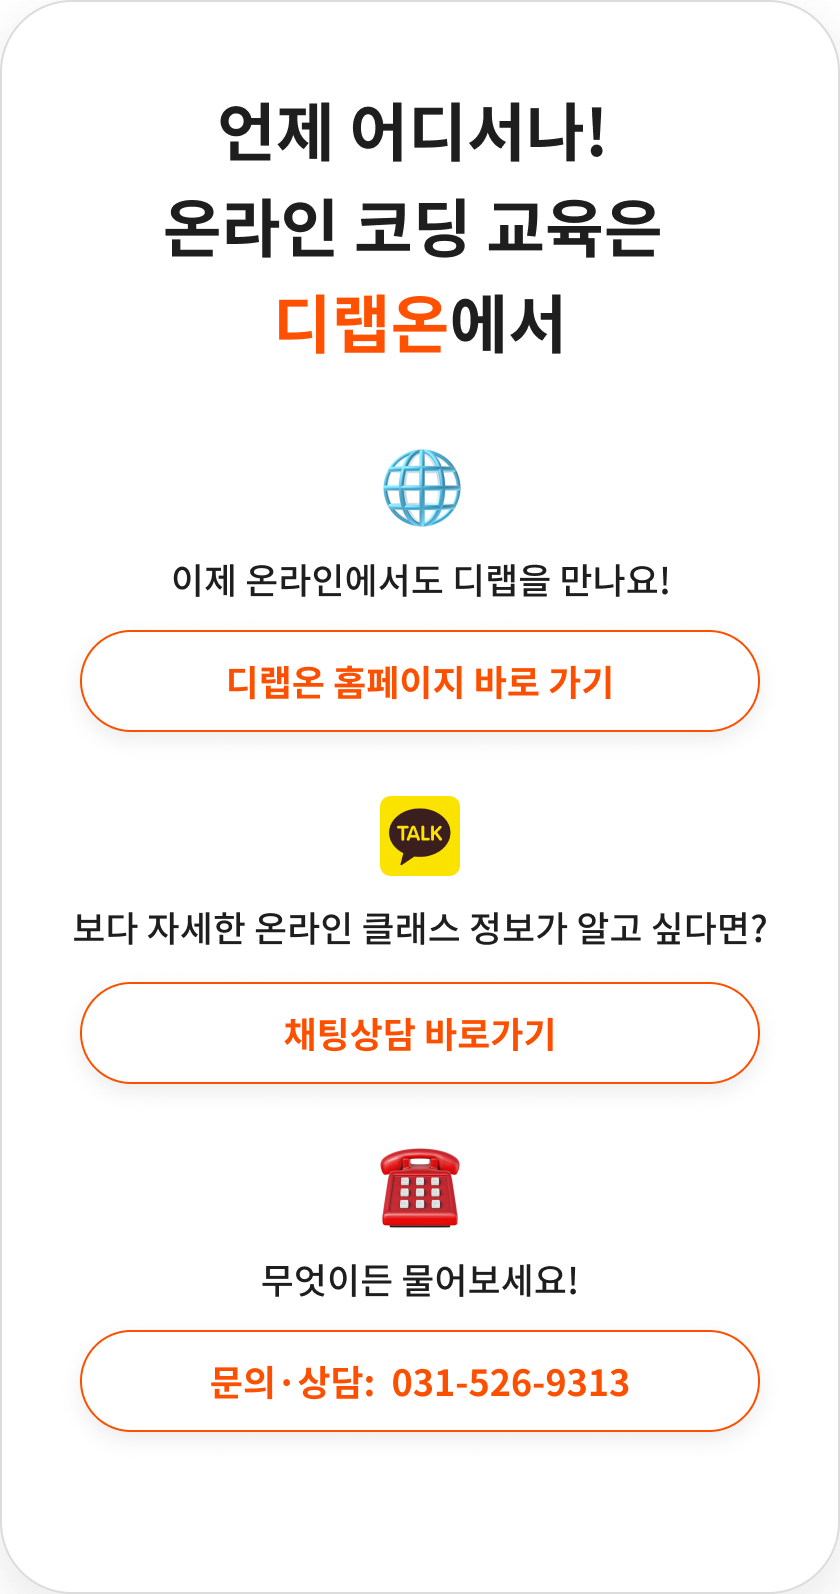 언제 어디서나!
온라인 코딩 교육은
디랩온에서
이제 온라인에서도 디랩을 만나요!
디랩온 홈페이지 바로 가기
TALK
보다 자세한 온라인 클래스 정보가 알고 싶다면?
채팅상담 바로가기
무엇이든 물어보세요!
문의·상담: 031-526-9313